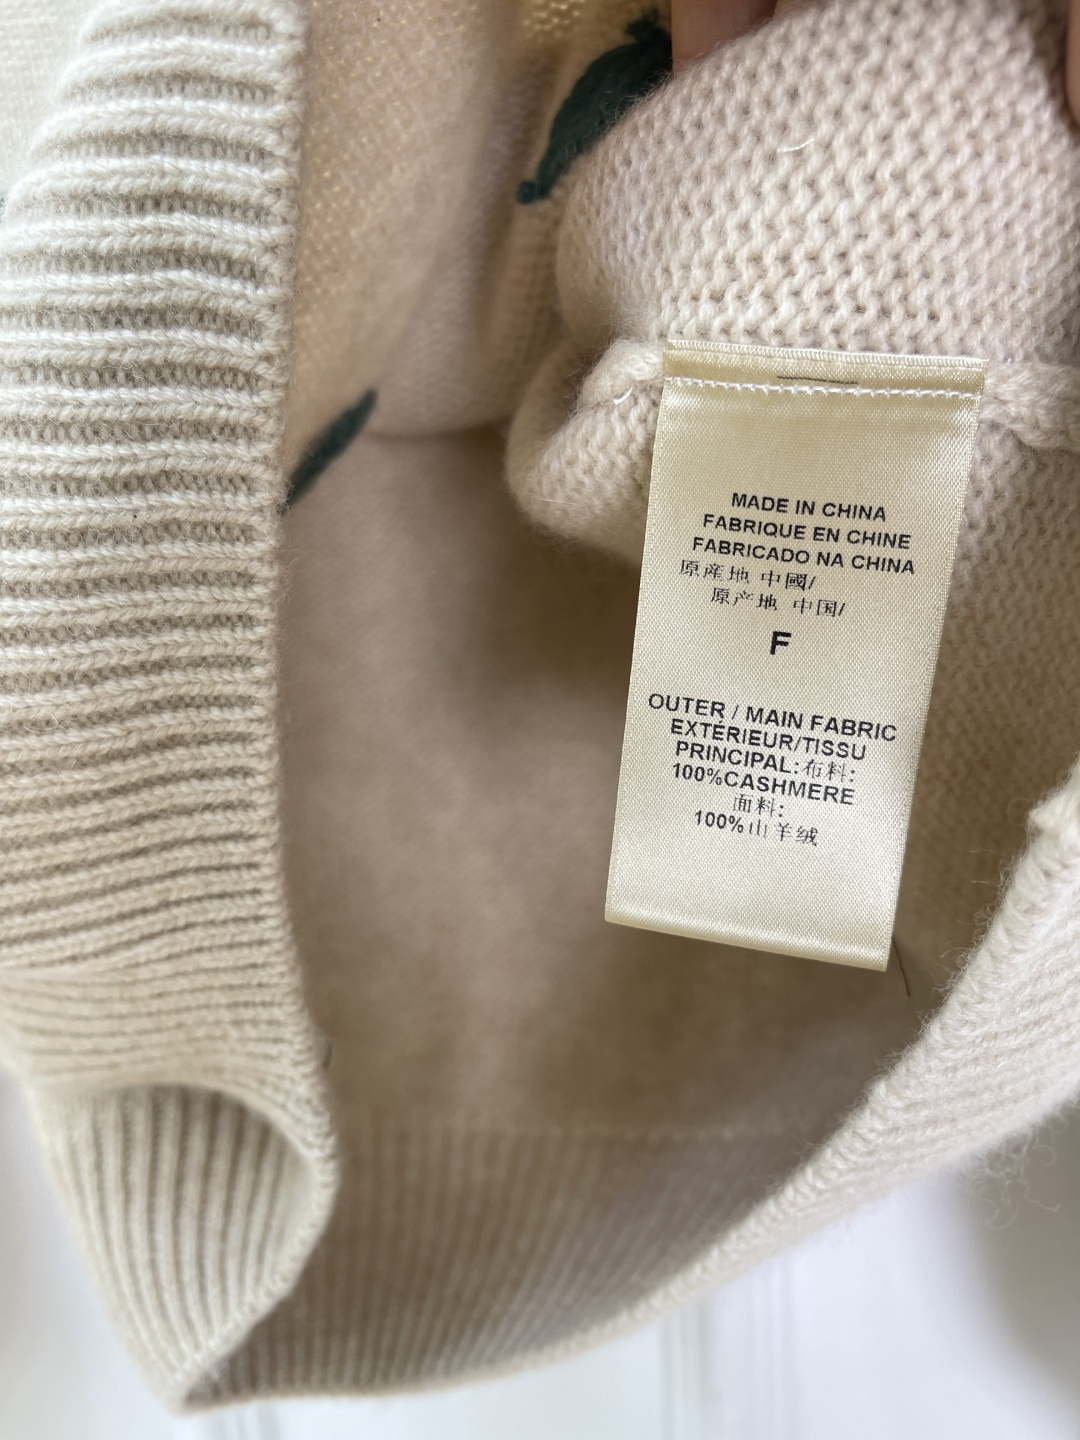 MADE IN CHINA
FABRIQUE EN CHINE
FABRICADO NA CHINA
原産地 中國/
原产地 中国/
F
OUTER / MAIN FABRIC
EXTÉRIEUR/TISSU
PRINCIPAL:布料:
100%CASHMERE
面料:
100%山羊绒